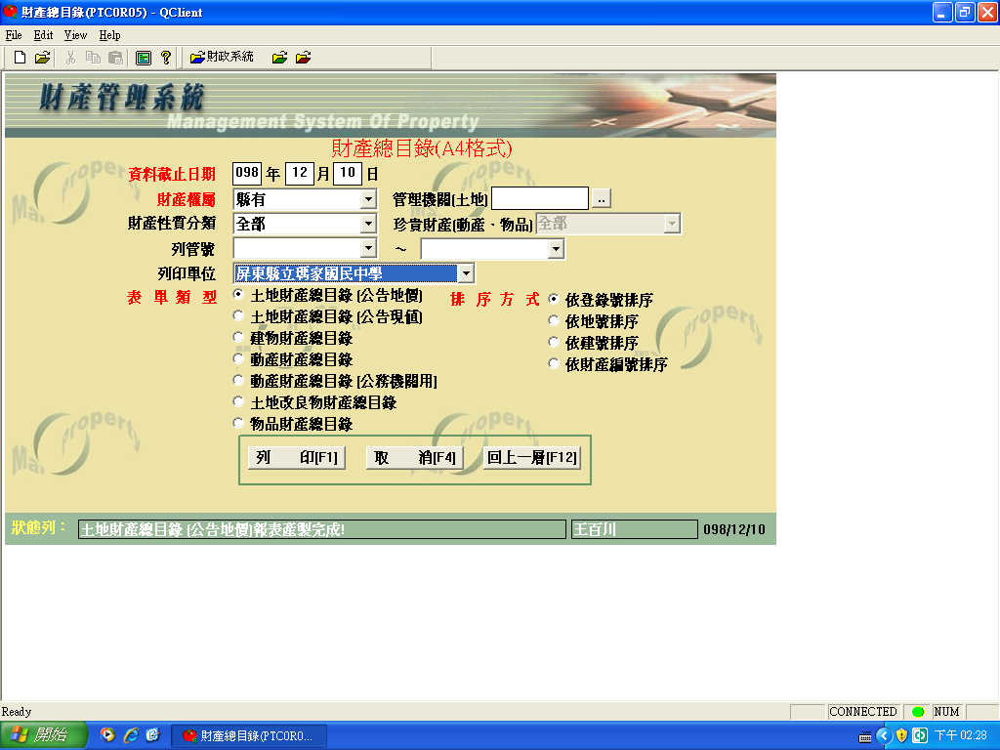 財產總目錄(PTC0R05) - QClient
File Edit View Help
財政系統
財產管理系統
Management System Of Property
財產總目錄(A4格式)
資料截止日期 098 年 12 月 10 日
財產權屬 縣有 管理機關(土地) ..
財產性質分類 全部 珍貴財產(動產、物品) 全部
列管號 ～
列印單位 屏東縣立瑪家國民中學
表單類型 排序方式
土地財產總目錄 (公告地價) 依登錄號排序
土地財產總目錄 (公告現值) 依地號排序
建物財產總目錄 依建號排序
動產財產總目錄 依財產編號排序
動產財產總目錄 (公務機關用)
土地改良物財產總目錄
物品財產總目錄
列 印[F1] 取 消[F4] 回上一層[F12]
狀態列： 土地財產總目錄 (公告地價)報表產製完成! 王百川 098/12/10
Ready CONNECTED NUM
開始 財產總目錄(PTC0R0... 下午 02:28